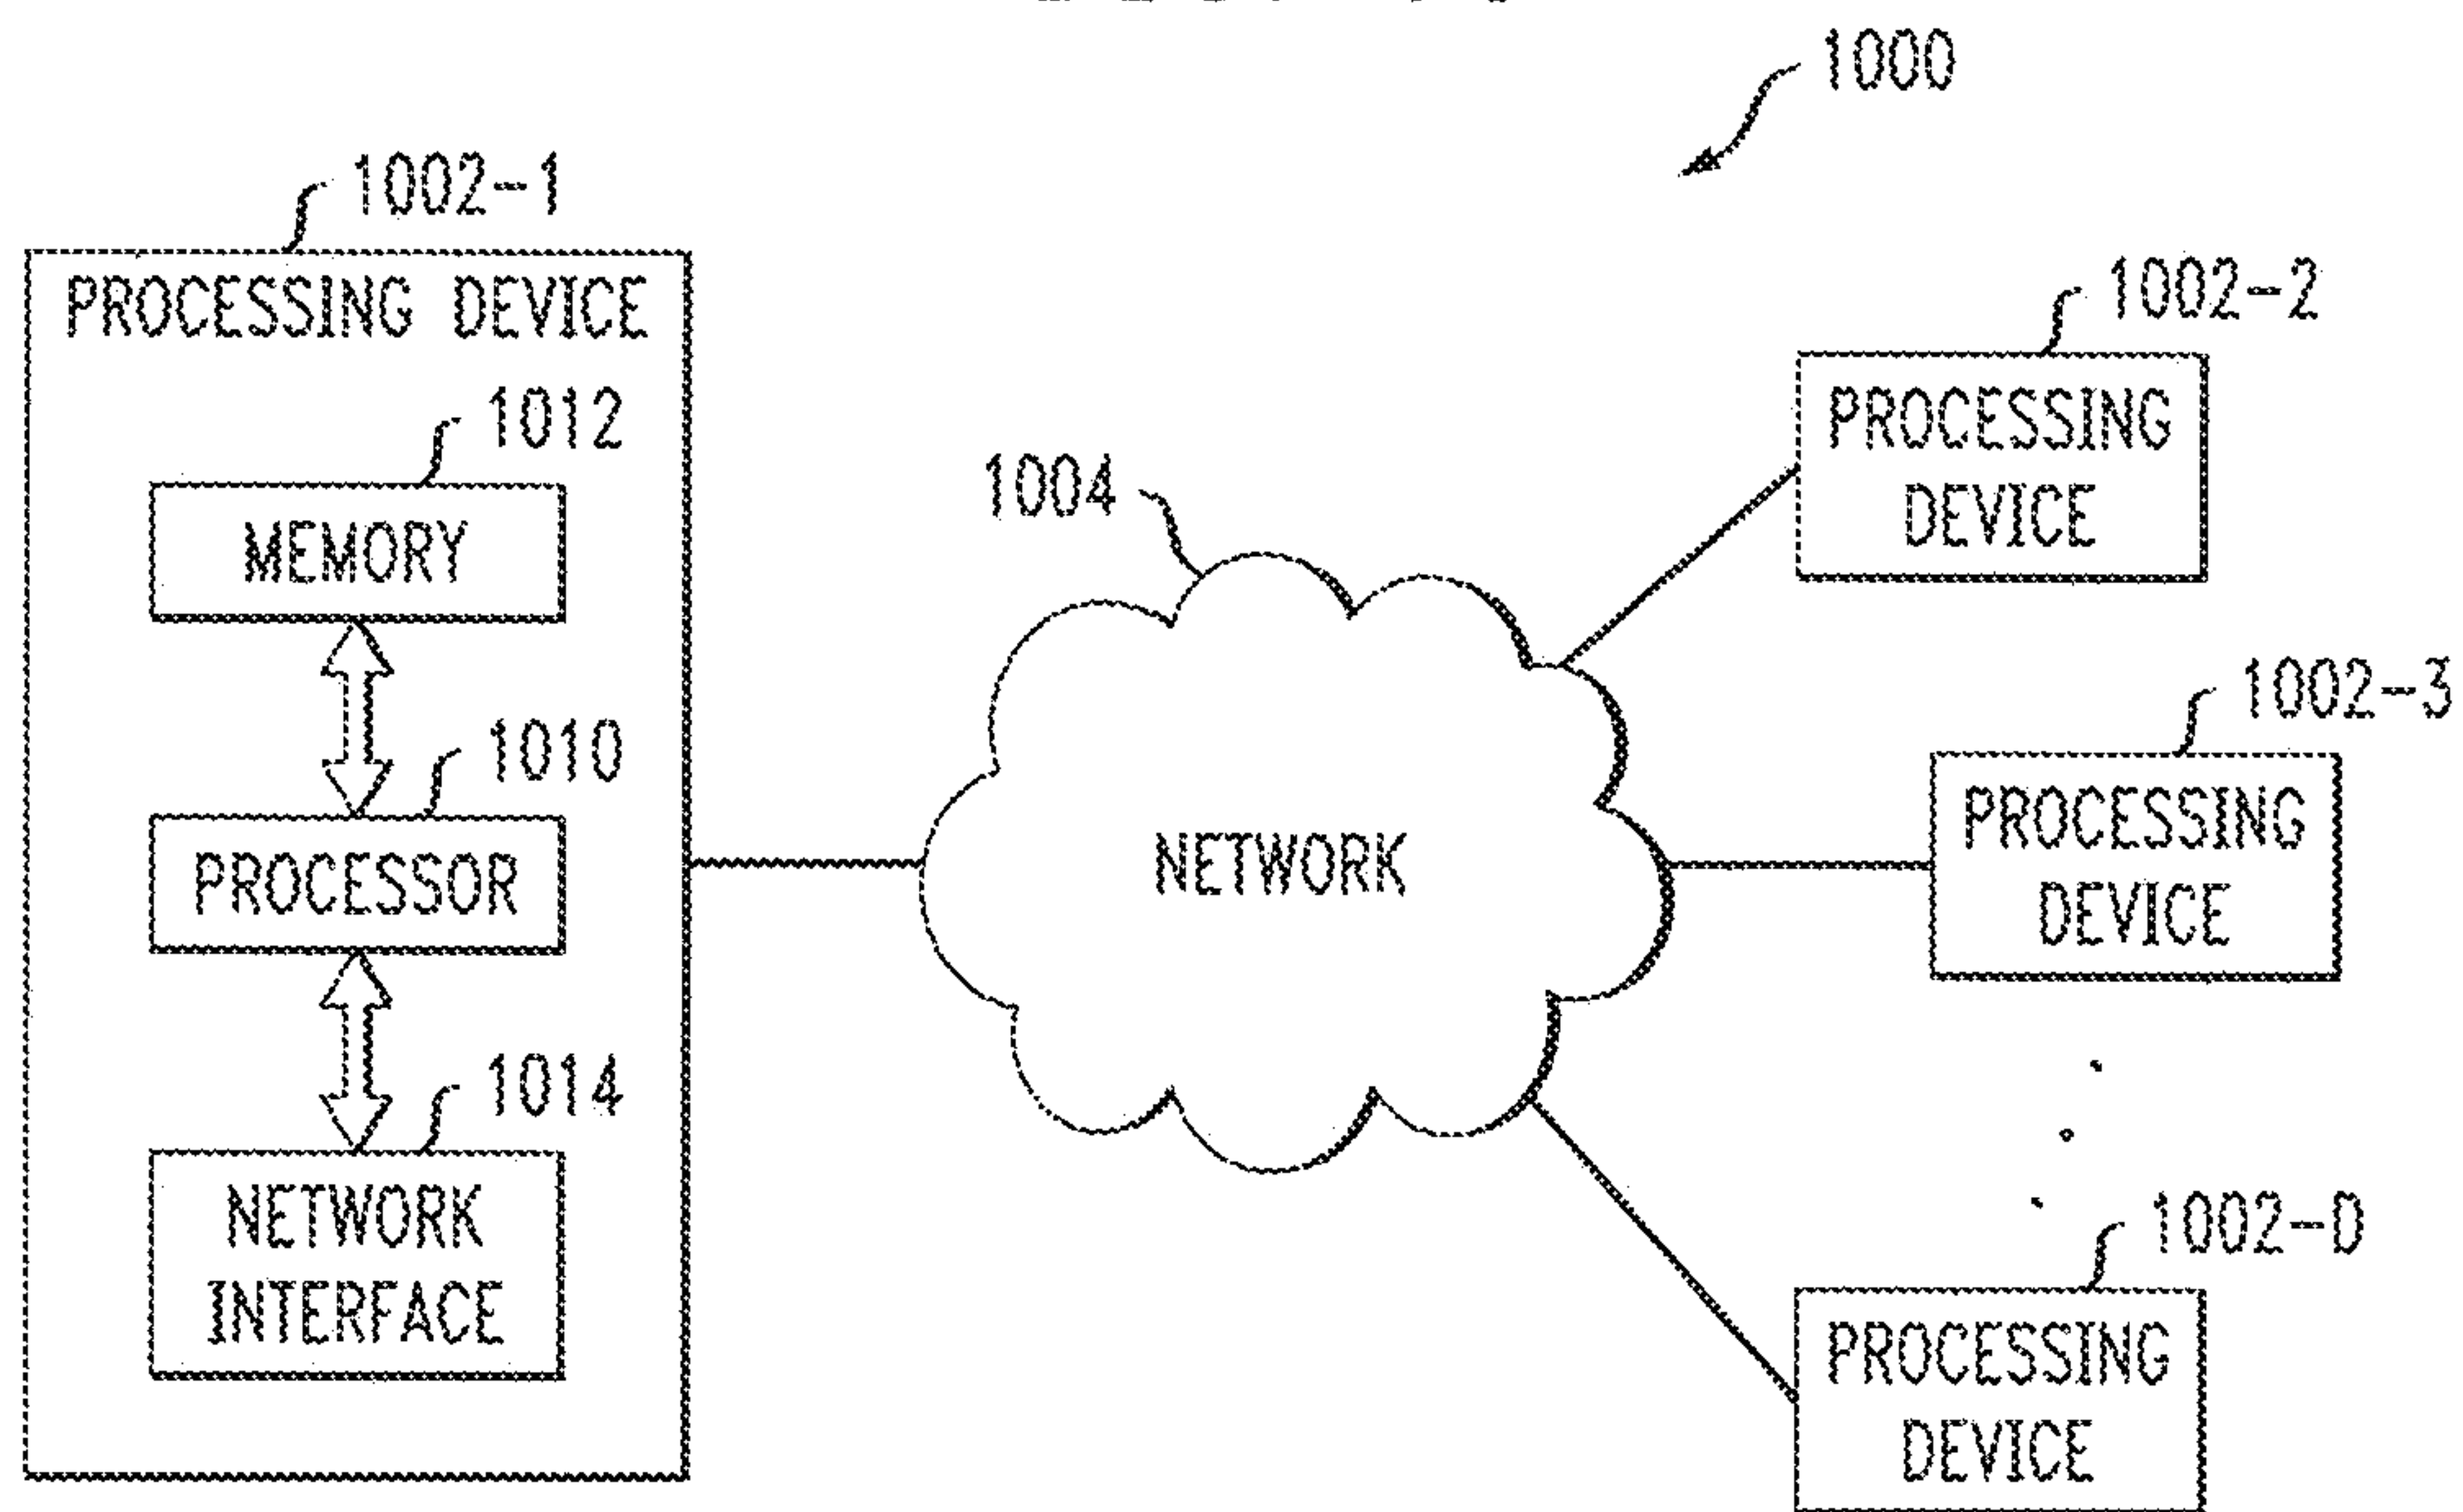 1000
1002-1
PROCESSING DEVICE
1012
MEMORY
1010
PROCESSOR
1014
NETWORK
INTERFACE
1004
NETWORK
1002-2
PROCESSING
DEVICE
1002-3
PROCESSING
DEVICE
1002-D
PROCESSING
DEVICE